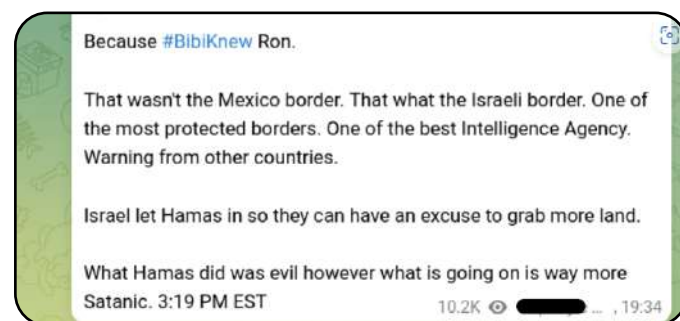 Because #BibiKnew Ron.
That wasn't the Mexico border. That what the Israeli border. One of
the most protected borders. One of the best Intelligence Agency.
Warning from other countries.
Israel let Hamas in so they can have an excuse to grab more land.
What Hamas did was evil however what is going on is way more
Satanic. 3:19 PM EST
10.2K ... , 19:34